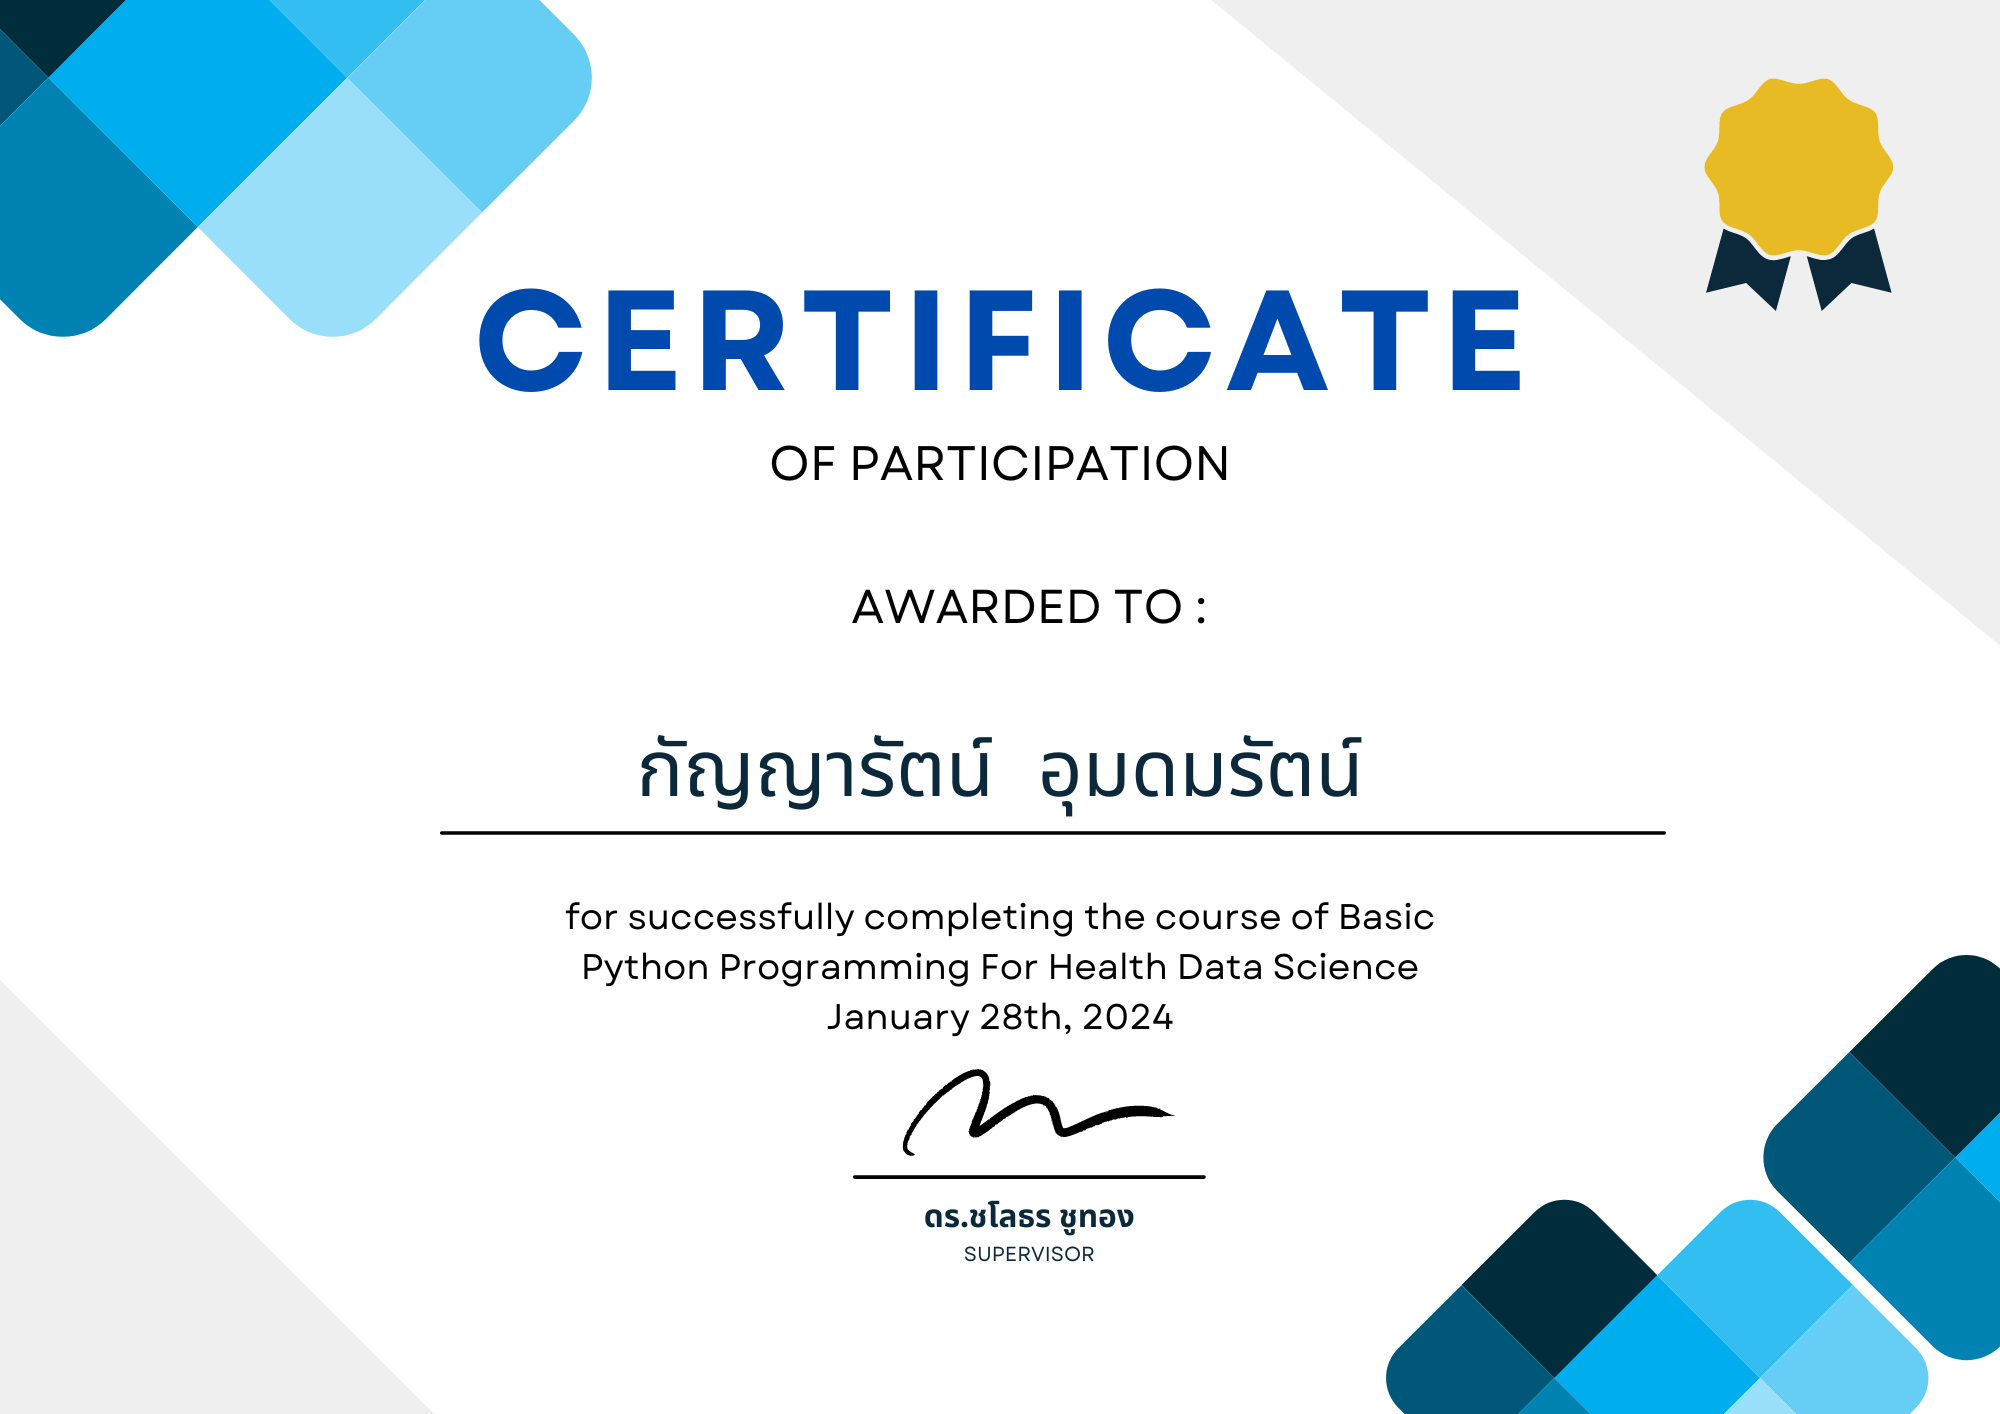 CERTIFICATE
OF PARTICIPATION
AWARDED TO :
กัญญารัตน์  อุมดมรัตน์
for successfully completing the course of Basic
Python Programming For Health Data Science
January 28th, 2024
ดร.ชโลธร ชูทอง
SUPERVISOR